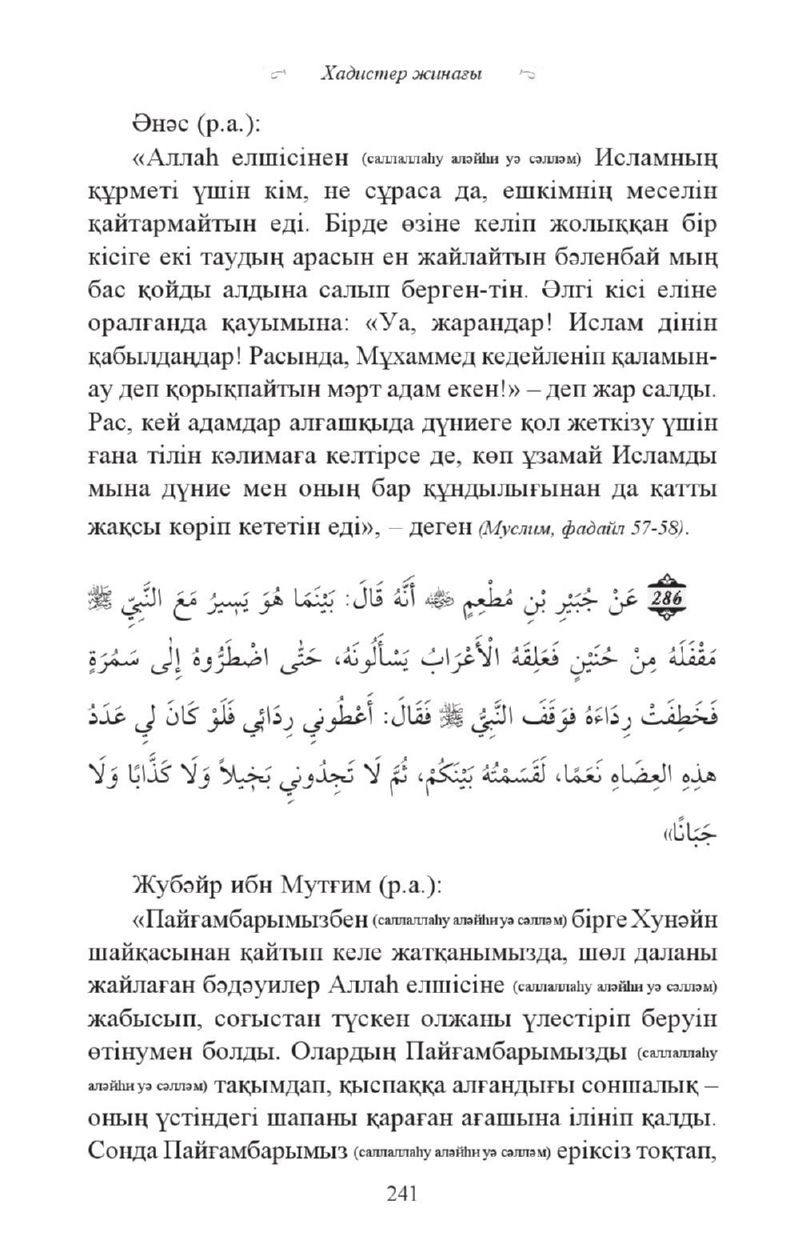 Хадистер жинағы
Әнәс (р.а.):
«Аллаһ елшісінен (саллаллаһу аләйһи уә сәлләм) Исламның
құрметі үшін кім, не сұраса да, ешкімнің меселін
қайтармайтын еді. Бірде өзіне келіп жолыққан бір
кісіге екі таудың арасын ен жайлайтын бәленбай мың
бас қойды алдына салып берген-тін. Әлгі кісі еліне
оралғанда қауымына: «Уа, жарандар! Ислам дінін
қабылдаңдар! Расында, Мұхаммед кедейленіп қаламын-
ау деп қорықпайтын мәрт адам екен!» – деп жар салды.
Рас, кей адамдар алғашқыда дүниеге қол жеткізу үшін
ғана тілін кәлимаға келтірсе де, көп ұзамай Исламды
мына дүние мен оның бар құндылығынан да қатты
жақсы көріп кететін еді», – деген (Муслим, фадайл 57-58).
286 عَنْ جُبَيْرِ بْنِ مُطْعِمٍ ﵁ أَنَّهُ قَالَ: بَيْنَمَا هُوَ يَسِيرُ مَعَ النَّبِيِّ ﷺ
مَقْفَلَهُ مِنْ حُنَيْنٍ فَعَلِقَهُ الْأَعْرَابُ يَسْأَلُونَهُ، حَتَّى اضْطَرُّوهُ إِلَى سَمُرَةٍ
فَخَطِفَتْ رِدَاءَهُ فَوَقَفَ النَّبِيُّ ﷺ فَقَالَ: أَعْطُونِي رِدَائِي فَلَوْ كَانَ لِي عَدَدُ
هذِهِ العِضَاهِ نَعَمًا، لَقَسَمْتُهُ بَيْنَكُمْ، ثُمَّ لَا تَجِدُونِي بَخِيلاً وَلَا كَذَّابًا وَلَا
جَبَانًا»
Жубәйр ибн Мутғим (р.а.):
«Пайғамбарымызбен (саллаллаһу аләйһи уә сәлләм) бірге Хунәйн
шайқасынан қайтып келе жатқанымызда, шөл даланы
жайлаған бәдәуилер Аллаһ елшісіне (саллаллаһу аләйһи уә сәлләм)
жабысып, соғыстан түскен олжаны үлестіріп беруін
өтінумен болды. Олардың Пайғамбарымызды (саллаллаһу
аләйһи уә сәлләм) тақымдап, қыспаққа алғандығы соншалық –
оның үстіндегі шапаны қараған ағашына ілініп қалды.
Сонда Пайғамбарымыз (саллаллаһу аләйһи уә сәлләм) еріксіз тоқтап,
241